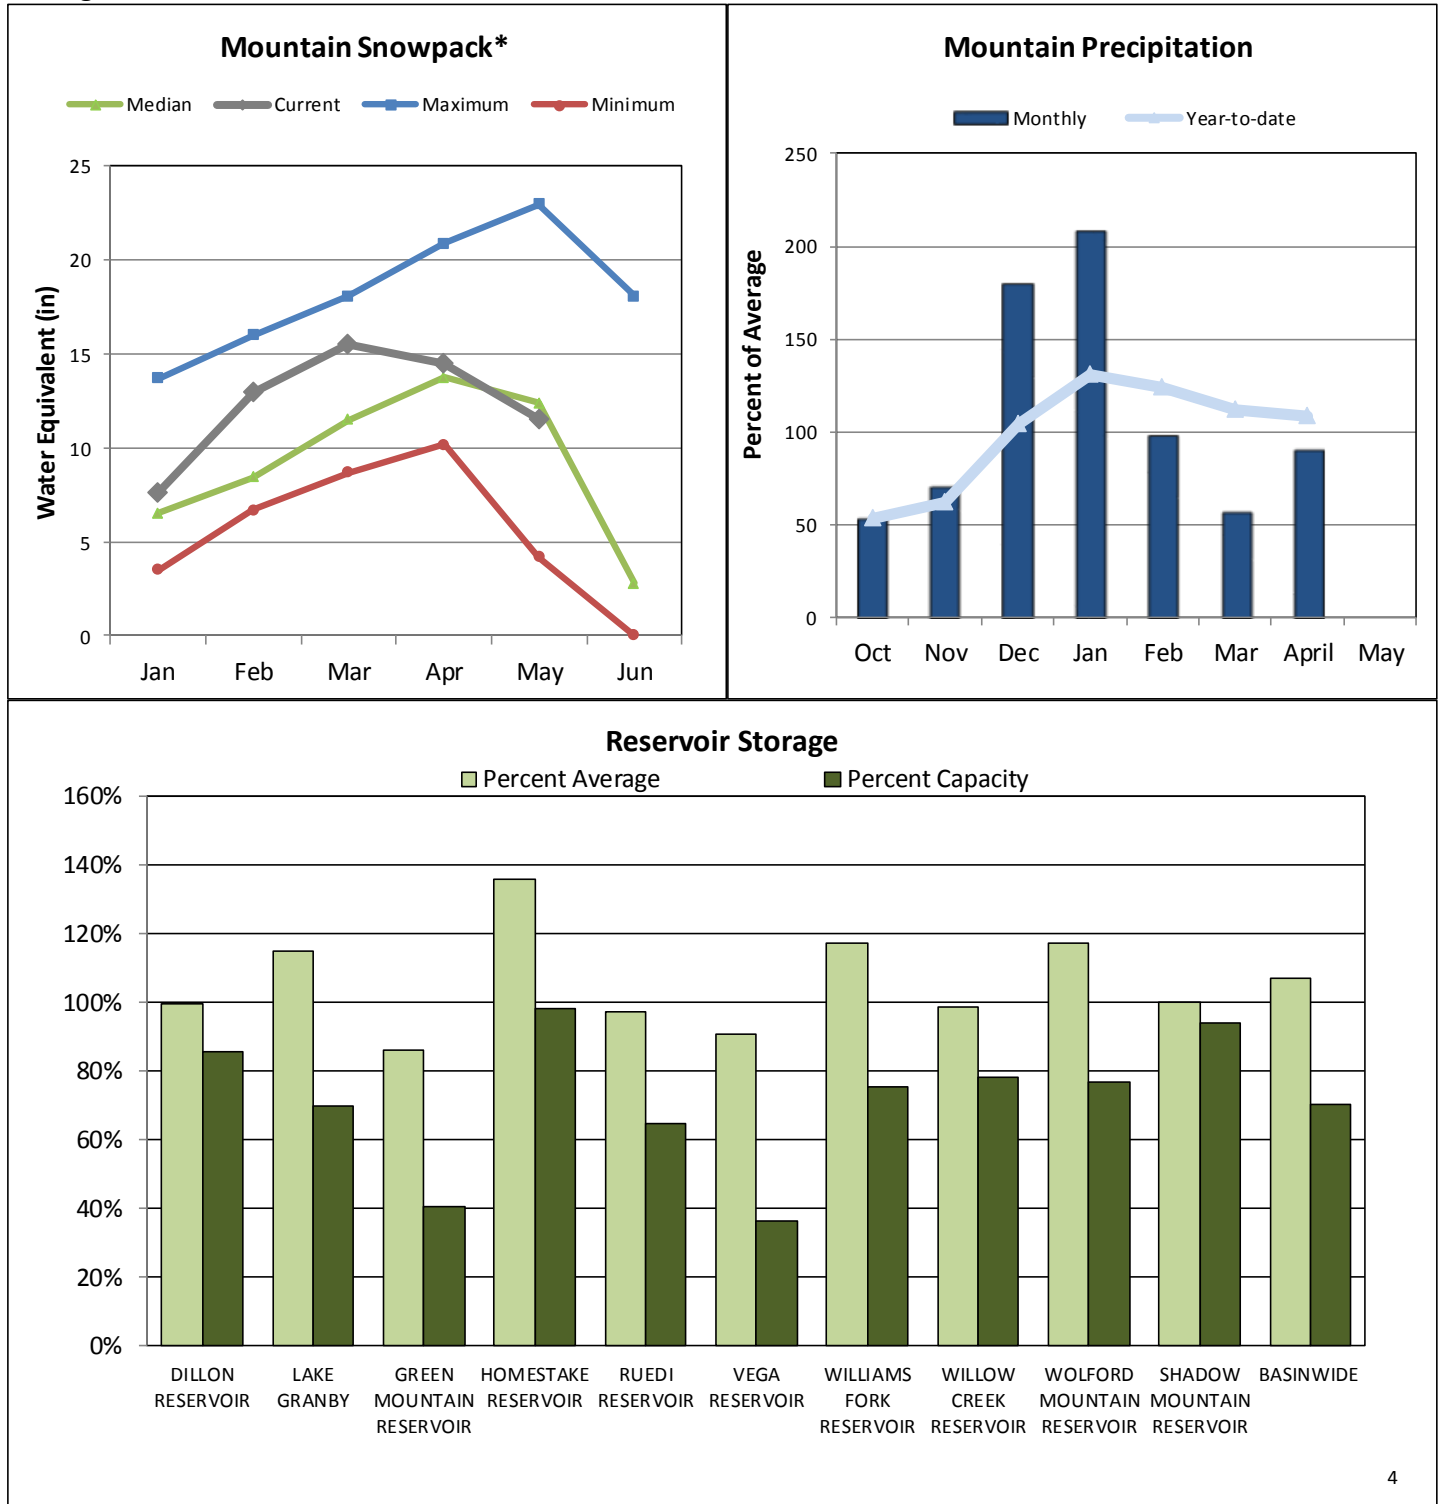 Mountain Snowpack*
Median Current Maximum Minimum
25
20
15
10
5
0
Water Equivalent (in)
Jan Feb Mar Apr May Jun
Mountain Precipitation
Monthly Year-to-date
250
200
150
100
50
0
Percent of Average
Oct Nov Dec Jan Feb Mar April May
Reservoir Storage
Percent Average Percent Capacity
160%
140%
120%
100%
80%
60%
40%
20%
0%
DILLON
RESERVOIR
LAKE
GRANBY
GREEN
MOUNTAIN
RESERVOIR
HOMESTAKE
RESERVOIR
RUEDI
RESERVOIR
VEGA
RESERVOIR
WILLIAMS
FORK
RESERVOIR
WILLOW
CREEK
RESERVOIR
WOLFORD
MOUNTAIN
RESERVOIR
SHADOW
MOUNTAIN
RESERVOIR
BASINWIDE
4